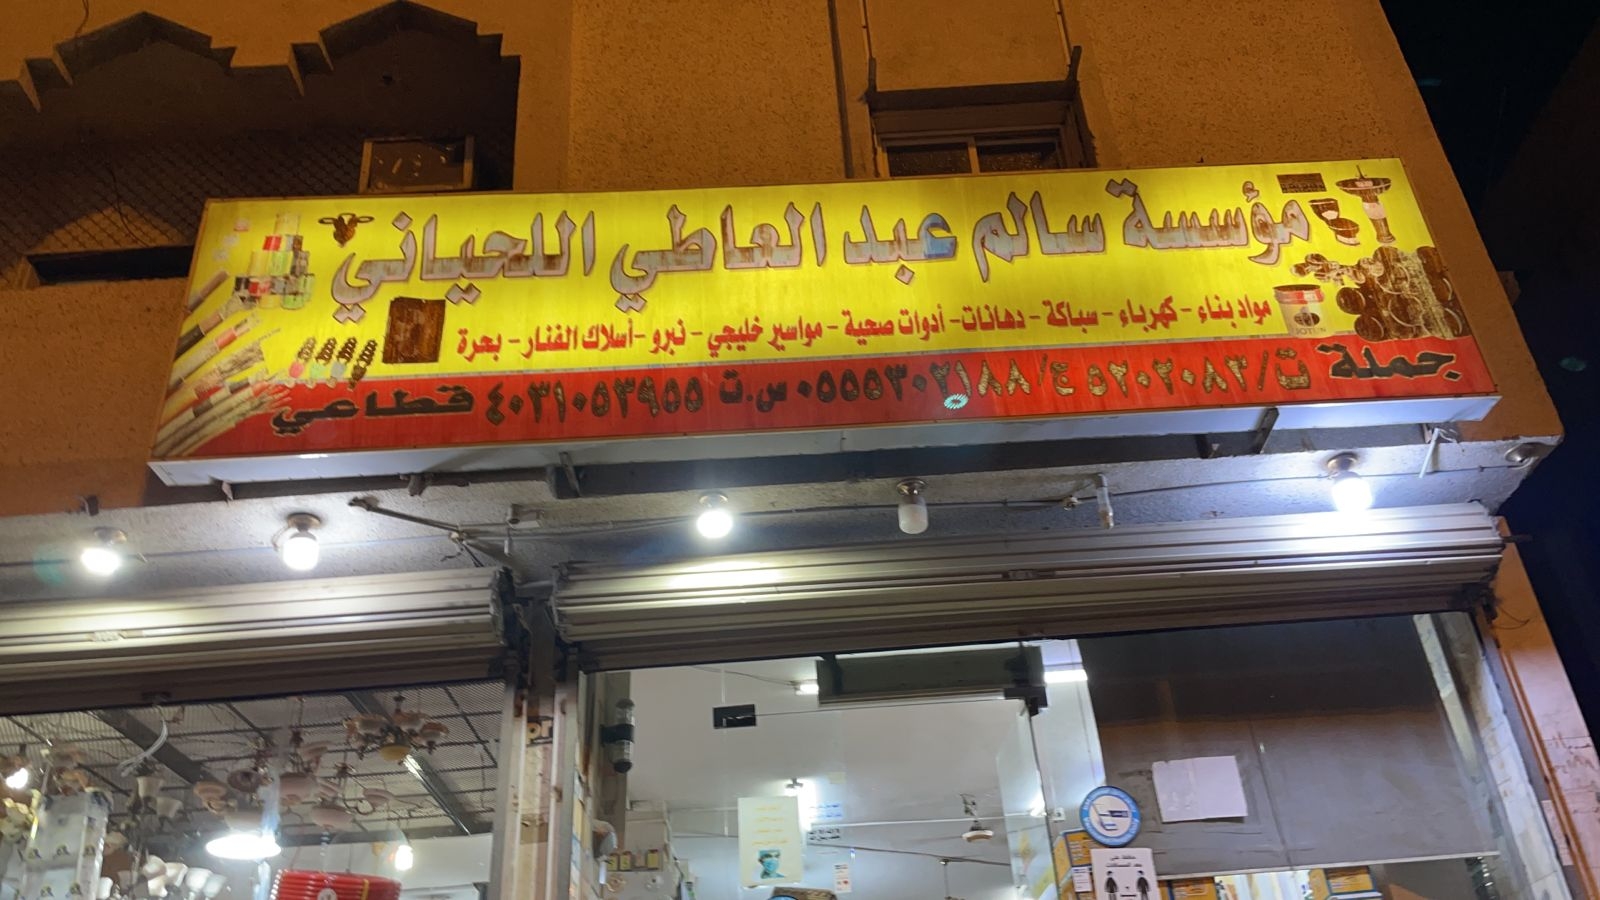 مؤسسة سالم عبد العاطي اللحياني
مواد بناء - كهرباء - سباكة - دهانات - أدوات صحية - مواسير خليجي - نبرو - أسلاك الفنار - بحرة
جملة ت/ ٥٢٠٢٠٨٣ ج/ ٠٥٥٥٣٠٢١٨٨ س.ت ٤٠٣١٠٥٣٩٥٥ قطاعي
JOTUN